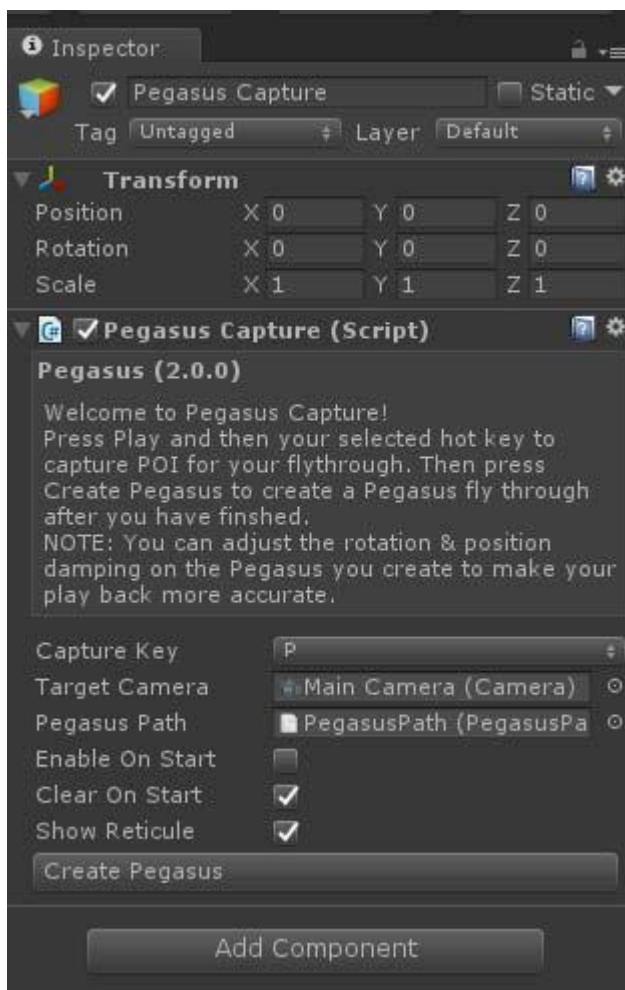 Inspector
Pegasus Capture Static
Tag Untagged Layer Default
Transform
Position X 0 Y 0 Z 0
Rotation X 0 Y 0 Z 0
Scale X 1 Y 1 Z 1
Pegasus Capture (Script)
Pegasus (2.0.0)
Welcome to Pegasus Capture!
Press Play and then your selected hot key to
capture POI for your flythrough. Then press
Create Pegasus to create a Pegasus fly through
after you have finshed.
NOTE: You can adjust the rotation & position
damping on the Pegasus you create to make your
play back more accurate.
Capture Key P
Target Camera Main Camera (Camera)
Pegasus Path PegasusPath (PegasusPa
Enable On Start
Clear On Start
Show Reticule
Create Pegasus
Add Component